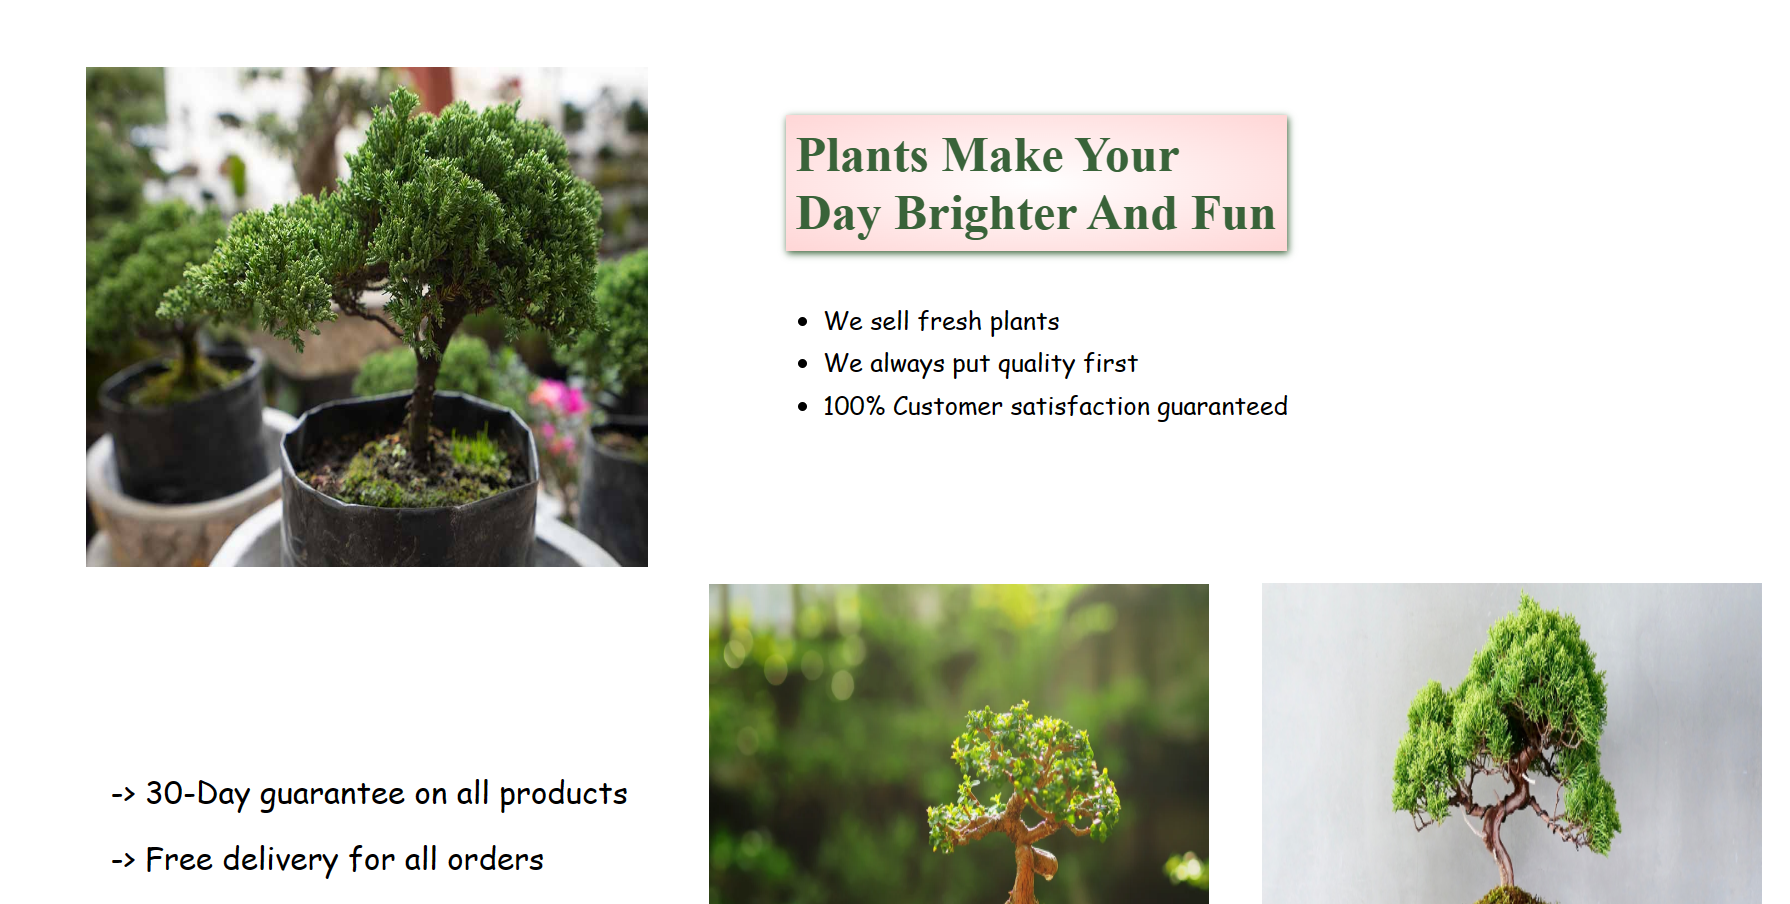 Plants Make Your
Day Brighter And Fun
• We sell fresh plants
• We always put quality first
• 100% Customer satisfaction guaranteed
-> 30-Day guarantee on all products
-> Free delivery for all orders